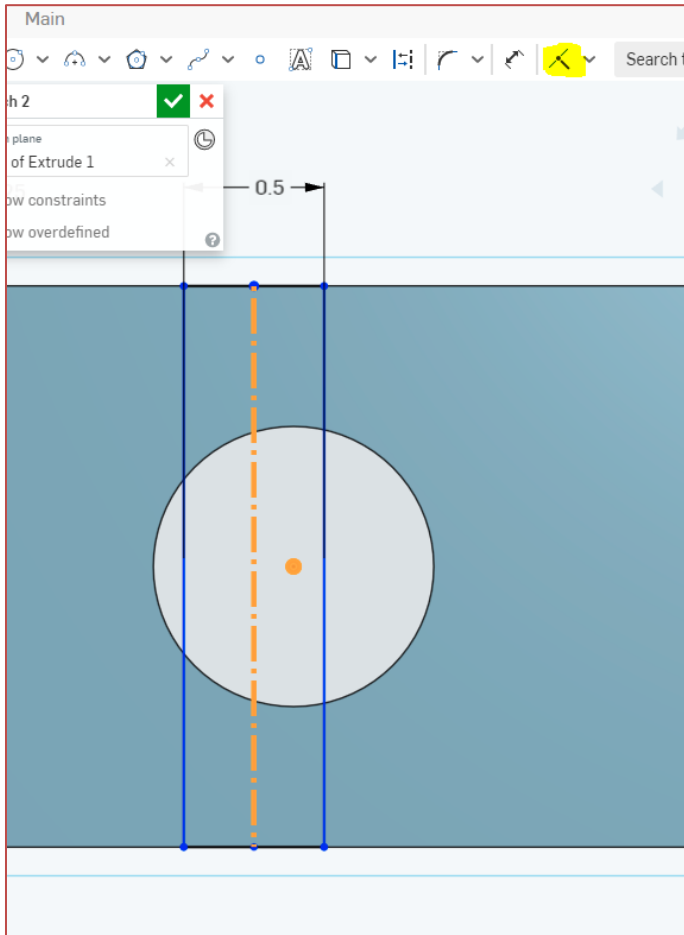 Main
Search f
h 2
plane
of Extrude 1
ow constraints
ow overdefined
0.5